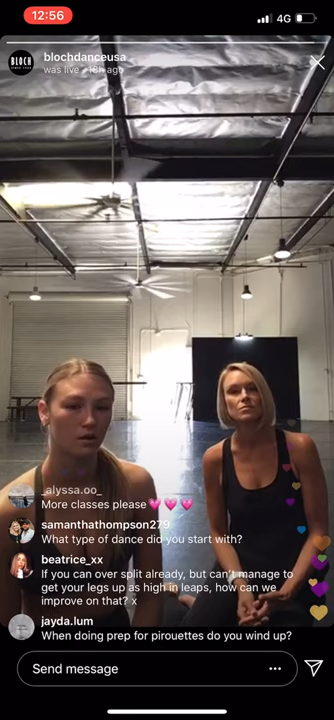 12:56
4G
BLOCH
blochdanceusa
was live · 18h ago
_alyssa.oo_
More classes please💗💗💗
samanthathompson279
What type of dance did you start with?
beatrice_xx
If you can over split already, but can't manage to
get your legs up as high in leaps, how can we
improve on that? x
jayda.lum
When doing prep for pirouettes do you wind up?
Send message